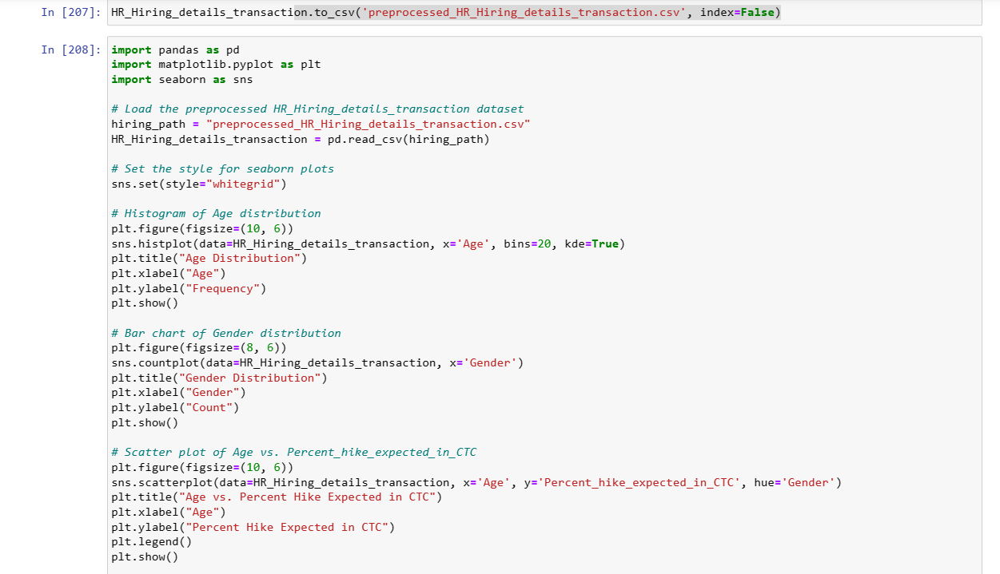 In [207]: HR_Hiring_details_transaction.to_csv('preprocessed_HR_Hiring_details_transaction.csv', index=False)
In [208]: import pandas as pd
import matplotlib.pyplot as plt
import seaborn as sns
# Load the preprocessed HR_Hiring_details_transaction dataset
hiring_path = "preprocessed_HR_Hiring_details_transaction.csv"
HR_Hiring_details_transaction = pd.read_csv(hiring_path)
# Set the style for seaborn plots
sns.set(style="whitegrid")
# Histogram of Age distribution
plt.figure(figsize=(10, 6))
sns.histplot(data=HR_Hiring_details_transaction, x='Age', bins=20, kde=True)
plt.title("Age Distribution")
plt.xlabel("Age")
plt.ylabel("Frequency")
plt.show()
# Bar chart of Gender distribution
plt.figure(figsize=(8, 6))
sns.countplot(data=HR_Hiring_details_transaction, x='Gender')
plt.title("Gender Distribution")
plt.xlabel("Gender")
plt.ylabel("Count")
plt.show()
# Scatter plot of Age vs. Percent_hike_expected_in_CTC
plt.figure(figsize=(10, 6))
sns.scatterplot(data=HR_Hiring_details_transaction, x='Age', y='Percent_hike_expected_in_CTC', hue='Gender')
plt.title("Age vs. Percent Hike Expected in CTC")
plt.xlabel("Age")
plt.ylabel("Percent Hike Expected in CTC")
plt.legend()
plt.show()